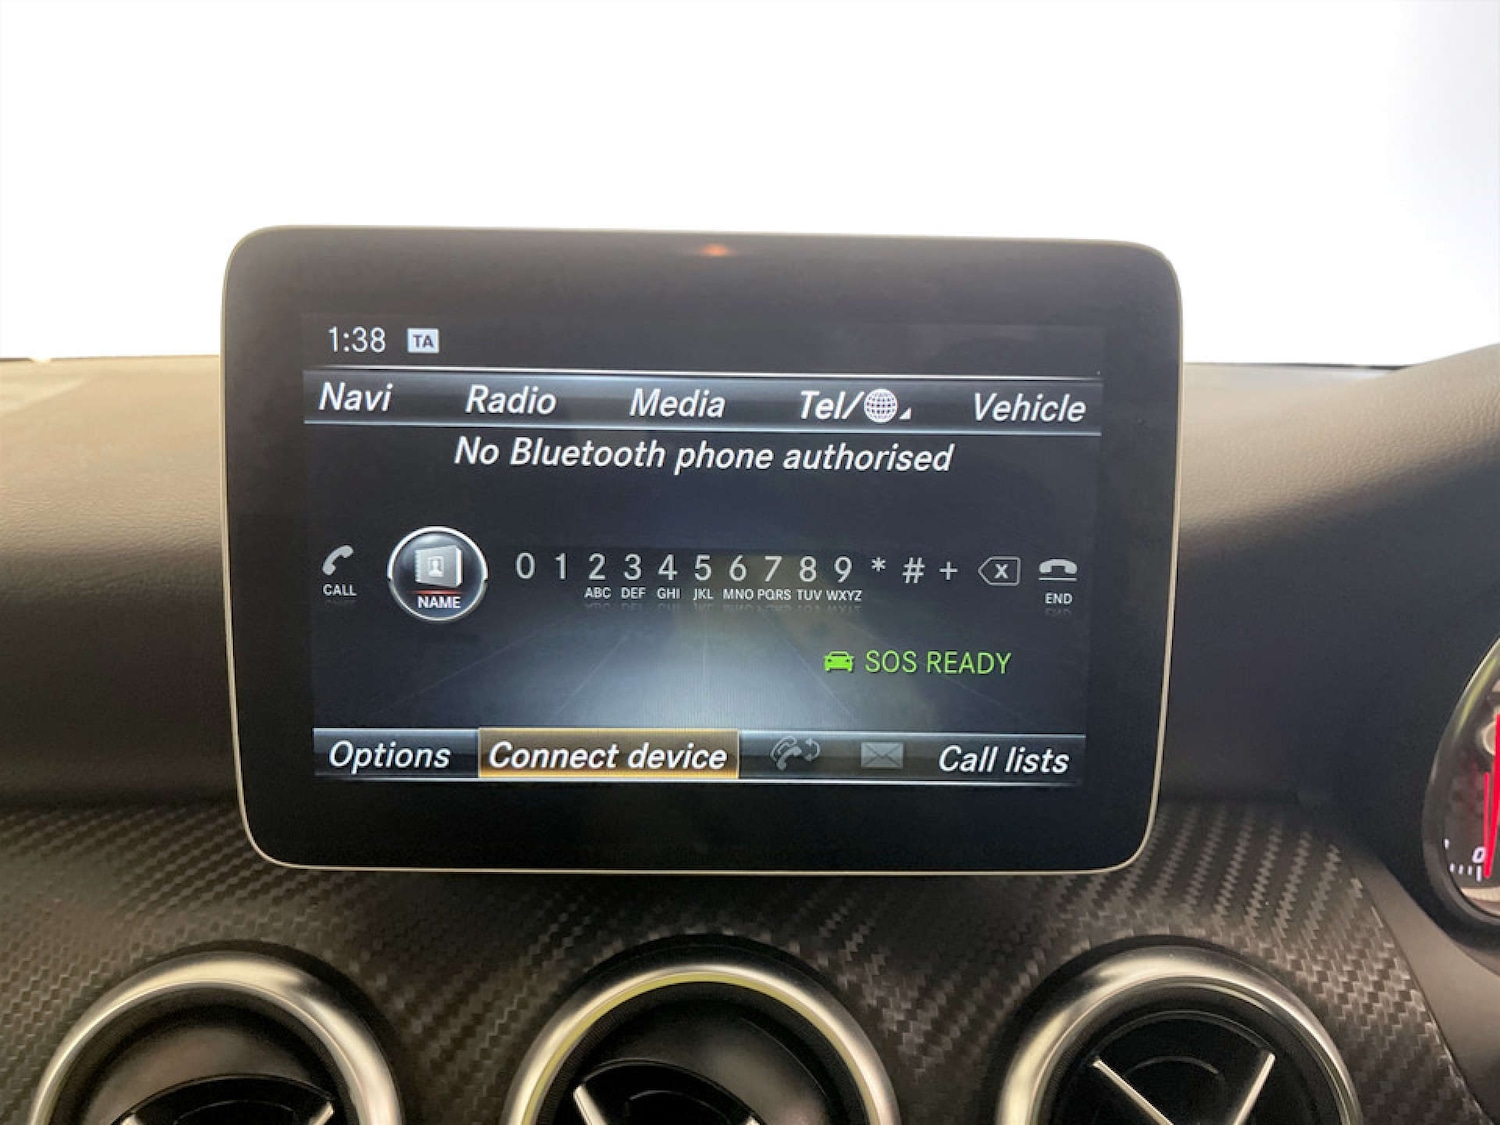 1:38 TA
Navi Radio Media Tel/ Vehicle
No Bluetooth phone authorised
CALL NAME 0 1 2 ABC 3 DEF 4 GHI 5 JKL 6 MNO 7 PQRS 8 TUV 9 WXYZ * # + X END
SOS READY
Options Connect device Call lists
0